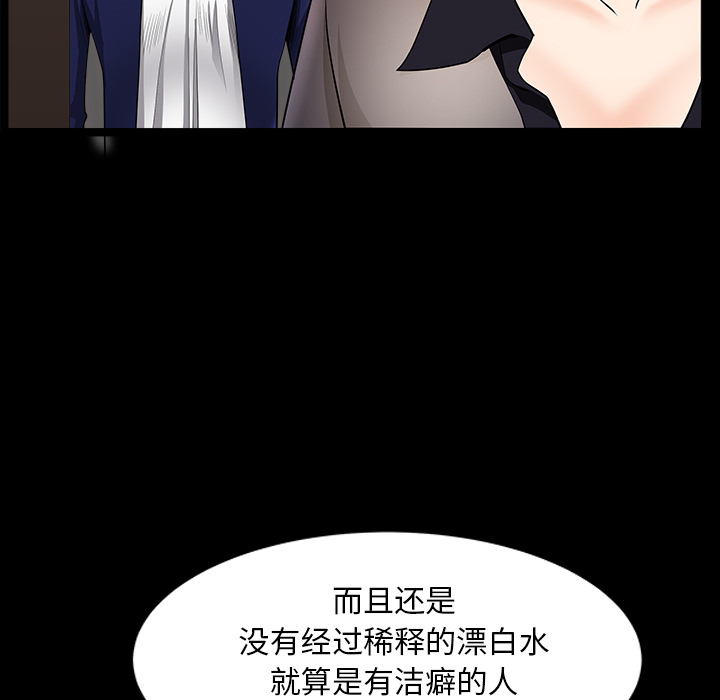 而且还是
没有经过稀释的漂白水
就算是有洁癖的人